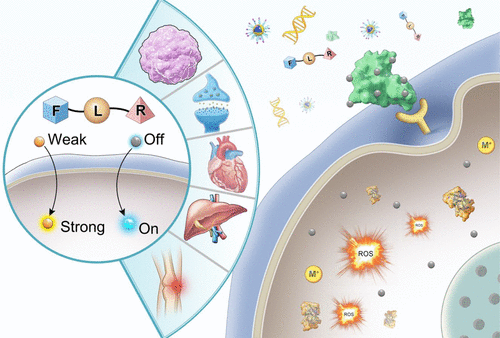 F L R
Weak Off
Strong On
F L R
F L R
M+
ROS
ROS
M+
ROS